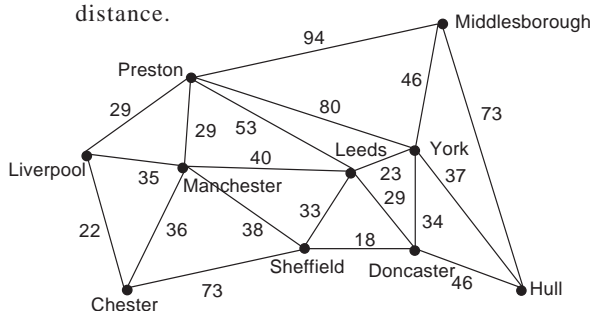 distance.
Middlesborough
94
Preston
46
80
73
29
29
53
Leeds
York
40
23
37
Liverpool
35
Manchester
29
33
34
22
36
38
18
Sheffield
Doncaster
46
Hull
73
Chester